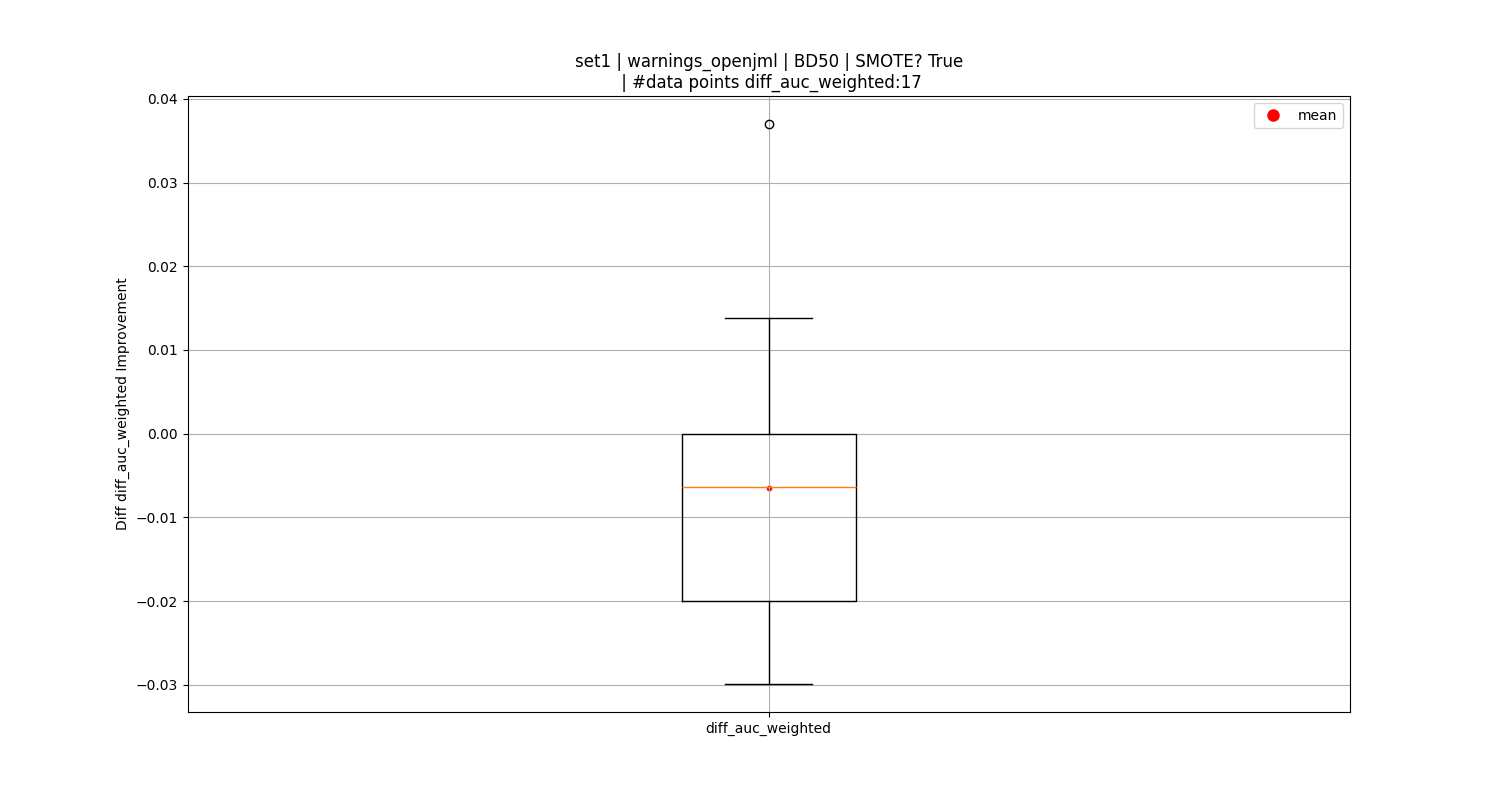 set1 | warnings_openjml | BD50 | SMOTE? True
| #data points diff_auc_weighted:17
mean
0.04
0.03
0.02
0.01
0.00
−0.01
−0.02
−0.03
Diff diff_auc_weighted Improvement
diff_auc_weighted